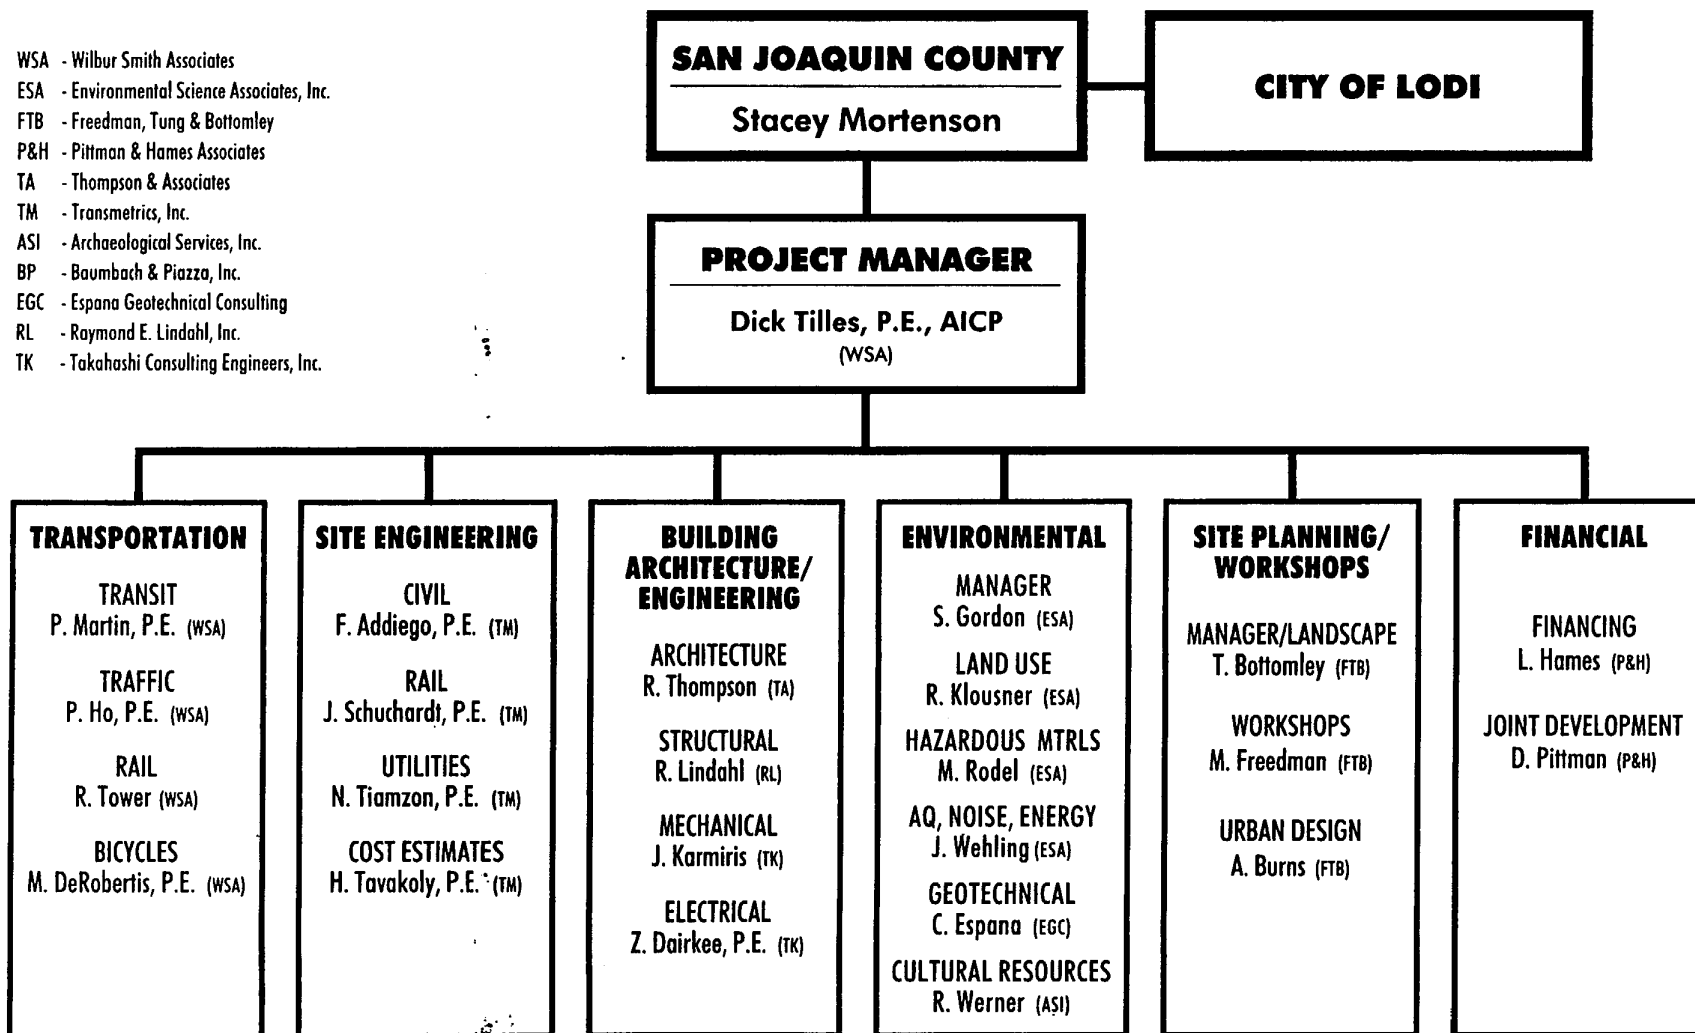 WSA - Wilbur Smith Associates
ESA - Environmental Science Associates, Inc.
FTB - Freedman, Tung & Bottomley
P&H - Pittman & Hames Associates
TA - Thompson & Associates
TM - Transmetrics, Inc.
ASI - Archaeological Services, Inc.
BP - Baumbach & Piazza, Inc.
EGC - Espana Geotechnical Consulting
RL - Raymond E. Lindahl, Inc.
TK - Takahashi Consulting Engineers, Inc.
SAN JOAQUIN COUNTY
Stacey Mortenson
CITY OF LODI
PROJECT MANAGER
Dick Tilles, P.E., AICP
(WSA)
TRANSPORTATION
TRANSIT
P. Martin, P.E. (WSA)
TRAFFIC
P. Ho, P.E. (WSA)
RAIL
R. Tower (WSA)
BICYCLES
M. DeRobertis, P.E. (WSA)
SITE ENGINEERING
CIVIL
F. Addiego, P.E. (TM)
RAIL
J. Schuchardt, P.E. (TM)
UTILITIES
N. Tiamzon, P.E. (TM)
COST ESTIMATES
H. Tavakoly, P.E. (TM)
BUILDING
ARCHITECTURE/
ENGINEERING
ARCHITECTURE
R. Thompson (TA)
STRUCTURAL
R. Lindahl (RL)
MECHANICAL
J. Karmiris (TK)
ELECTRICAL
Z. Dairkee, P.E. (TK)
ENVIRONMENTAL
MANAGER
S. Gordon (ESA)
LAND USE
R. Klousner (ESA)
HAZARDOUS MTRLS
M. Rodel (ESA)
AQ, NOISE, ENERGY
J. Wehling (ESA)
GEOTECHNICAL
C. Espana (EGC)
CULTURAL RESOURCES
R. Werner (ASI)
SITE PLANNING/
WORKSHOPS
MANAGER/LANDSCAPE
T. Bottomley (FTB)
WORKSHOPS
M. Freedman (FTB)
URBAN DESIGN
A. Burns (FTB)
FINANCIAL
FINANCING
L. Hames (P&H)
JOINT DEVELOPMENT
D. Pittman (P&H)